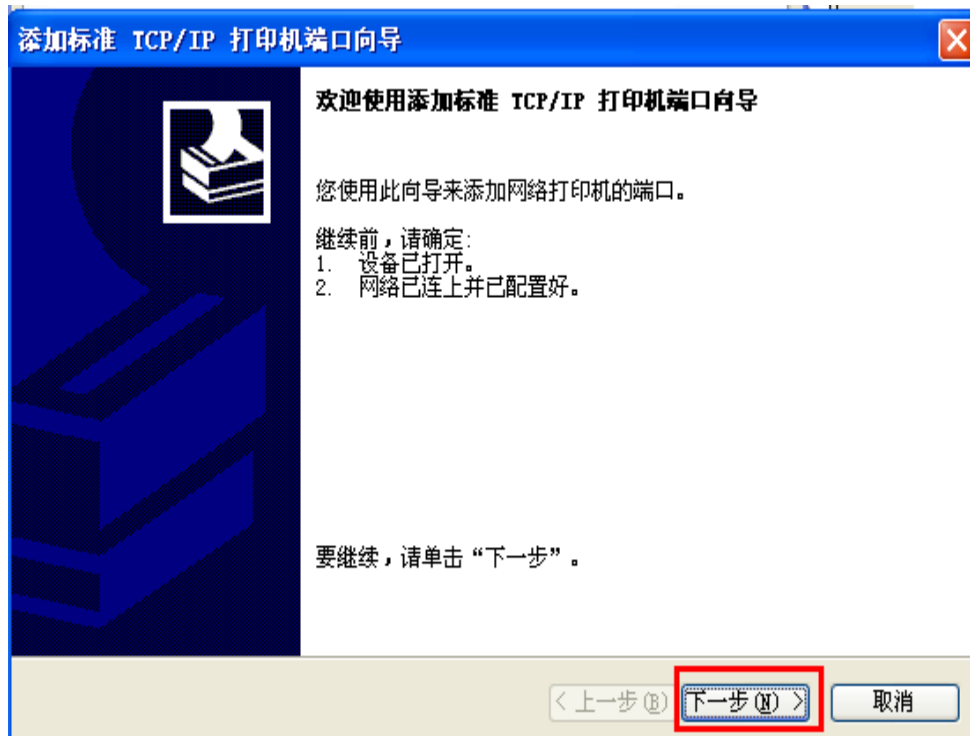 添加标准 TCP/IP 打印机端口向导
欢迎使用添加标准 TCP/IP 打印机端口向导
您使用此向导来添加网络打印机的端口。
继续前，请确定:
1. 设备已打开。
2. 网络已连上并已配置好。
要继续，请单击“下一步”。
< 上一步(B) 下一步(N) > 取消